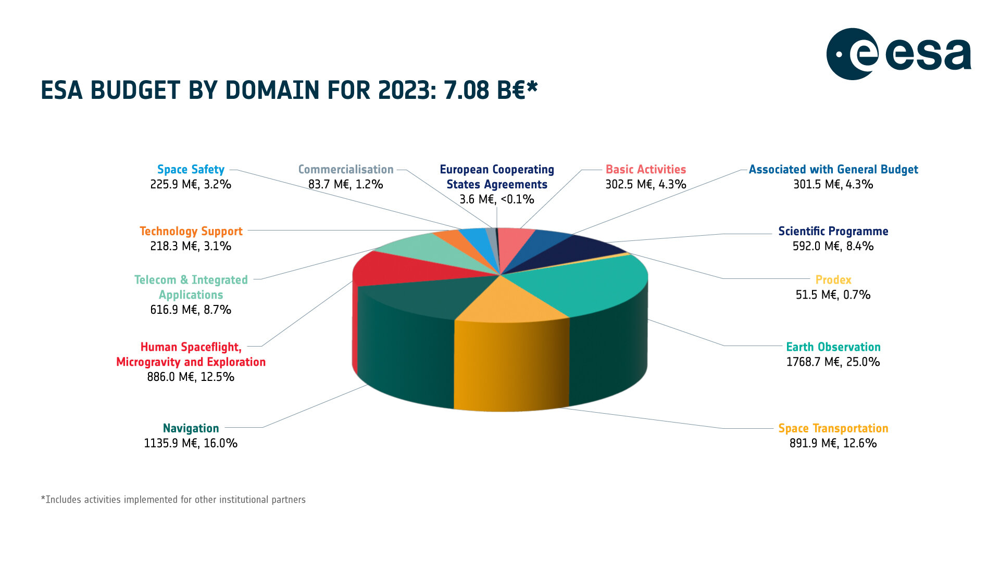 esa
ESA BUDGET BY DOMAIN FOR 2023: 7.08 B€*
Space Safety
225.9 M€, 3.2%
Commercialisation
83.7 M€, 1.2%
European Cooperating
States Agreements
3.6 M€, <0.1%
Basic Activities
302.5 M€, 4.3%
Associated with General Budget
301.5 M€, 4.3%
Technology Support
218.3 M€, 3.1%
Scientific Programme
592.0 M€, 8.4%
Telecom & Integrated
Applications
616.9 M€, 8.7%
Prodex
51.5 M€, 0.7%
Human Spaceflight,
Microgravity and Exploration
886.0 M€, 12.5%
Earth Observation
1768.7 M€, 25.0%
Navigation
1135.9 M€, 16.0%
Space Transportation
891.9 M€, 12.6%
*Includes activities implemented for other institutional partners